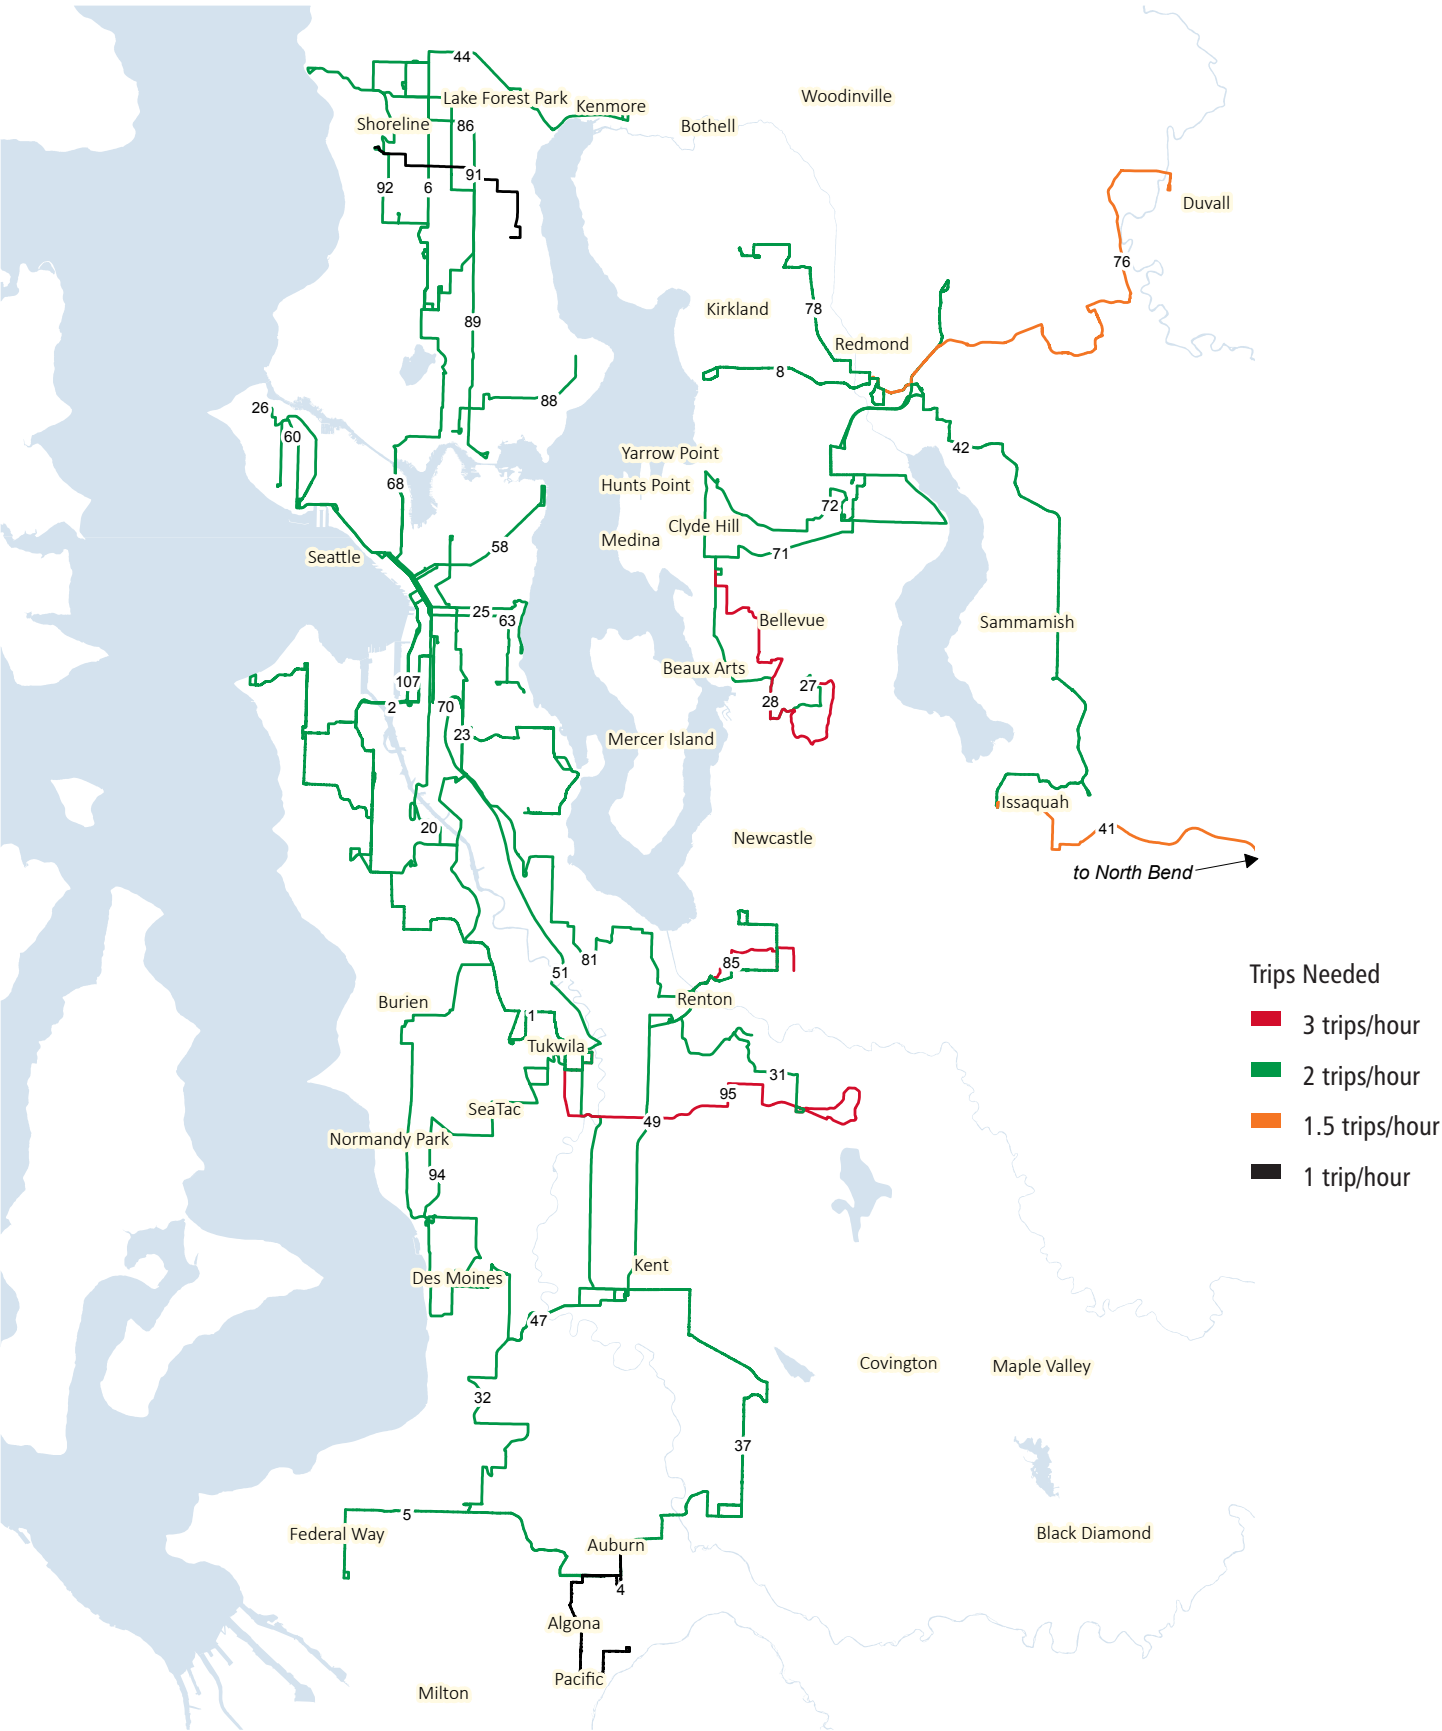 44
Woodinville
Lake Forest Park
Kenmore
Shoreline
86
Bothell
91
92
6
Duvall
76
Kirkland
78
89
Redmond
8
88
26
60
42
Yarrow Point
68
Hunts Point
72
Clyde Hill
Medina
58
Seattle
71
25
63
Bellevue
Sammamish
Beaux Arts
107
27
28
2
70
23
Mercer Island
Issaquah
20
41
Newcastle
to North Bend
81
85
51
Trips Needed
Burien
Renton
1
3 trips/hour
Tukwila
31
2 trips/hour
95
SeaTac
49
Normandy Park
1.5 trips/hour
94
1 trip/hour
Kent
Des Moines
47
Covington
Maple Valley
32
37
5
Federal Way
Black Diamond
Auburn
4
Algona
Pacific
Milton